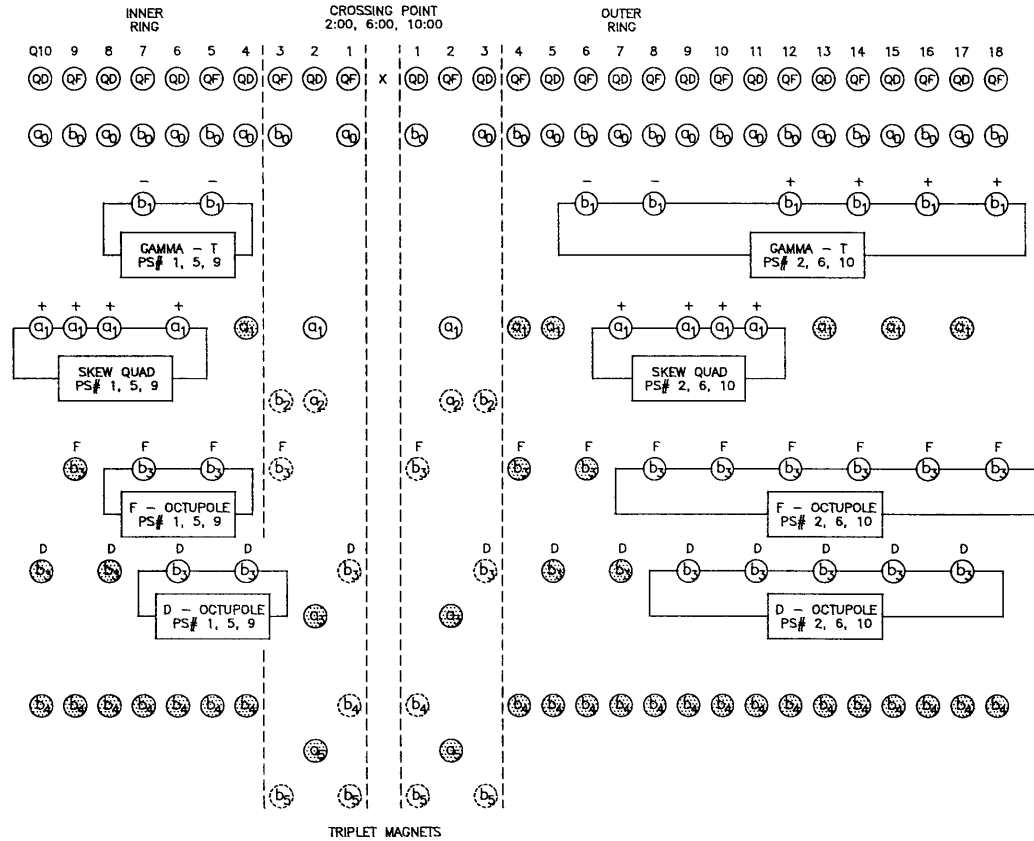 INNER RING
CROSSING POINT
2:00, 6:00, 10:00
OUTER RING
Q10 9 8 7 6 5 4 3 2 1 1 2 3 4 5 6 7 8 9 10 11 12 13 14 15 16 17 18
QD QF QD QF QD QF QD QF QD QF X QD QF QD QF QD QF QD QF QD QF QD QF QD QF QD QF QD QF
a0 b0 a0 b0 a0 b0 a0 b0 a0 b0 a0 b0 a0 b0 a0 b0 a0 b0 a0 b0 a0 b0 a0 b0 a0 b0
- - - - + + + +
b1 b1 b1 b1 b1 b1 b1 b1
GAMMA - T
PS# 1, 5, 9
GAMMA - T
PS# 2, 6, 10
+ + + + + + + +
a1 a1 a1 a1 a1 a1 a1 a1 a1 a1 a1 a1 a1 a1 a1 a1
SKEW QUAD
PS# 1, 5, 9
SKEW QUAD
PS# 2, 6, 10
b2 a2 a2 b2
F F F F F F F F F F F F F
b3 b3 b3 b3 b3 b3 b3 b3 b3 b3 b3 b3 b3
F - OCTUPOLE
PS# 1, 5, 9
F - OCTUPOLE
PS# 2, 6, 10
D D D D D D D D D D D D D
b3 b3 b3 b3 b3 b3 b3 b3 b3 b3 b3 b3 b3
D - OCTUPOLE
PS# 1, 5, 9
D - OCTUPOLE
PS# 2, 6, 10
a3 a3
b4 b4 b4 b4 b4 b4 b4 b4 b4 b4 b4 b4 b4 b4 b4 b4 b4 b4 b4 b4 b4 b4 b4 b4
a5 a5
b5 b5 b5 b5
TRIPLET MAGNETS